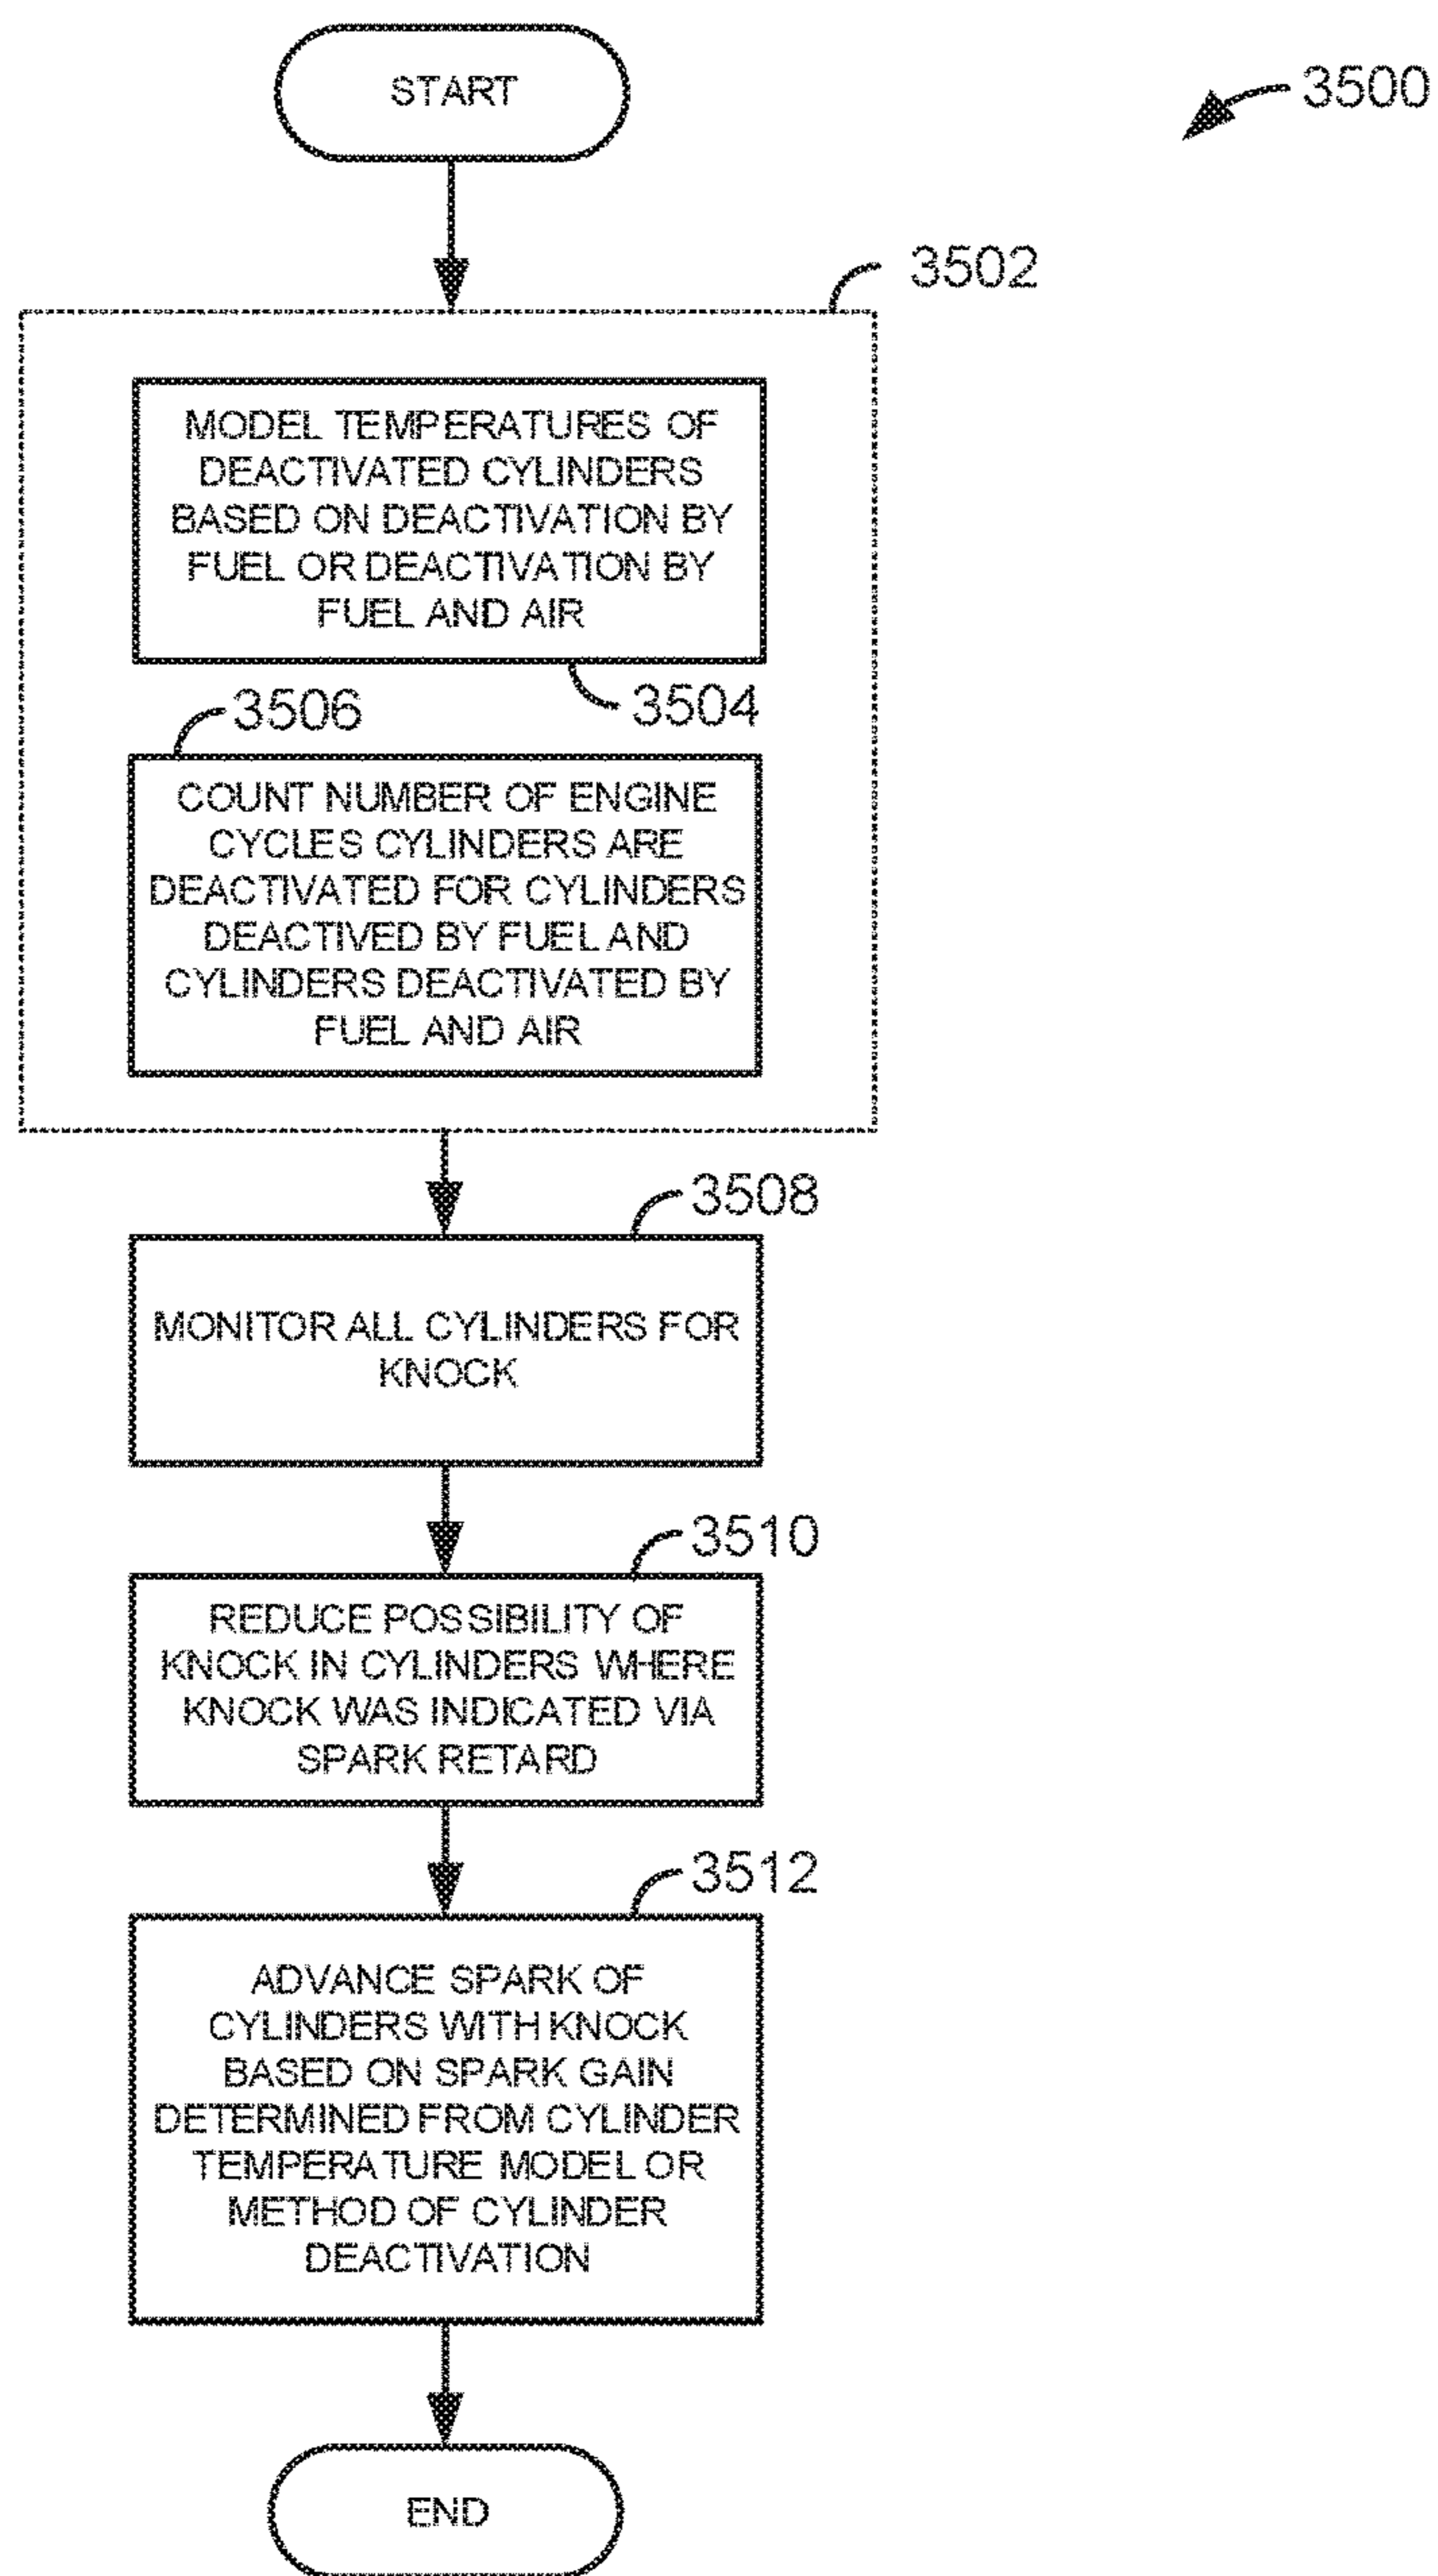 START
3500
3502
MODEL TEMPERATURES OF
DEACTIVATED CYLINDERS
BASED ON DEACTIVATION BY
FUEL OR DEACTIVATION BY
FUEL AND AIR
3504
3506
COUNT NUMBER OF ENGINE
CYCLES CYLINDERS ARE
DEACTIVATED FOR CYLINDERS
DEACTIVED BY FUEL AND
CYLINDERS DEACTIVATED BY
FUEL AND AIR
3508
MONITOR ALL CYLINDERS FOR
KNOCK
3510
REDUCE POSSIBILITY OF
KNOCK IN CYLINDERS WHERE
KNOCK WAS INDICATED VIA
SPARK RETARD
3512
ADVANCE SPARK OF
CYLINDERS WITH KNOCK
BASED ON SPARK GAIN
DETERMINED FROM CYLINDER
TEMPERATURE MODEL OR
METHOD OF CYLINDER
DEACTIVATION
END